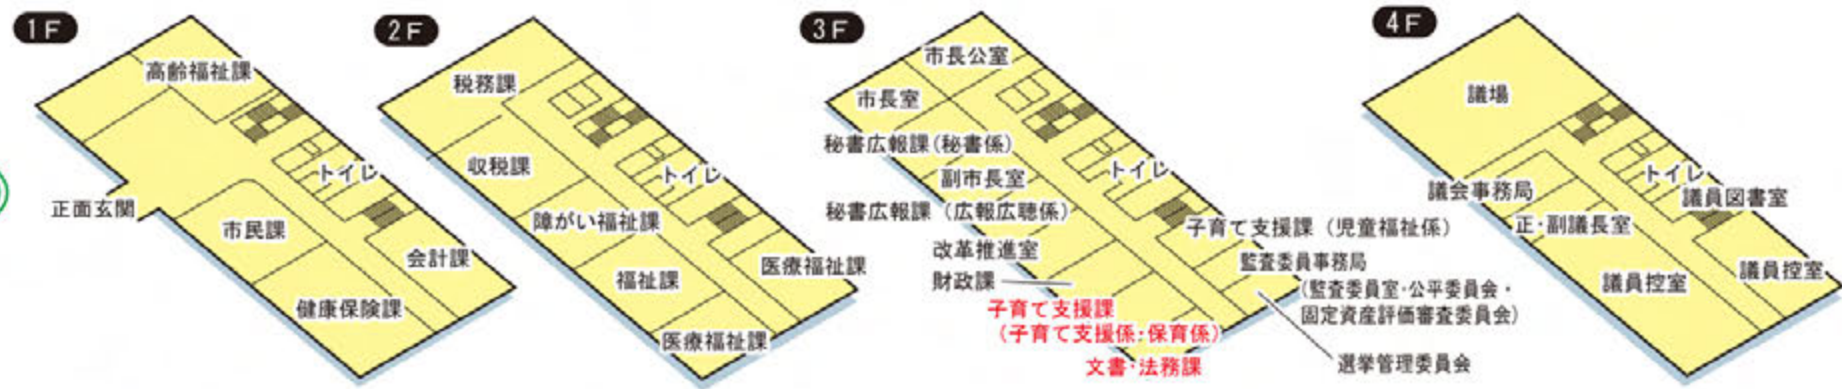 1F
高齢福祉課
トイレ
正面玄関
市民課
会計課
健康保険課
2F
税務課
収税課
トイレ
障がい福祉課
福祉課
医療福祉課
医療福祉課
3F
市長公室
市長室
秘書広報課(秘書係)
副市長室
トイレ
秘書広報課(広報広聴係)
子育て支援課(児童福祉係)
改革推進室
監査委員事務局
(監査委員室・公平委員会・
固定資産評価審査委員会)
財政課
子育て支援課
(子育て支援係・保育係)
文書・法務課
選挙管理委員会
4F
議場
トイレ
議会事務局
議員図書室
正・副議長室
議員控室
議員控室